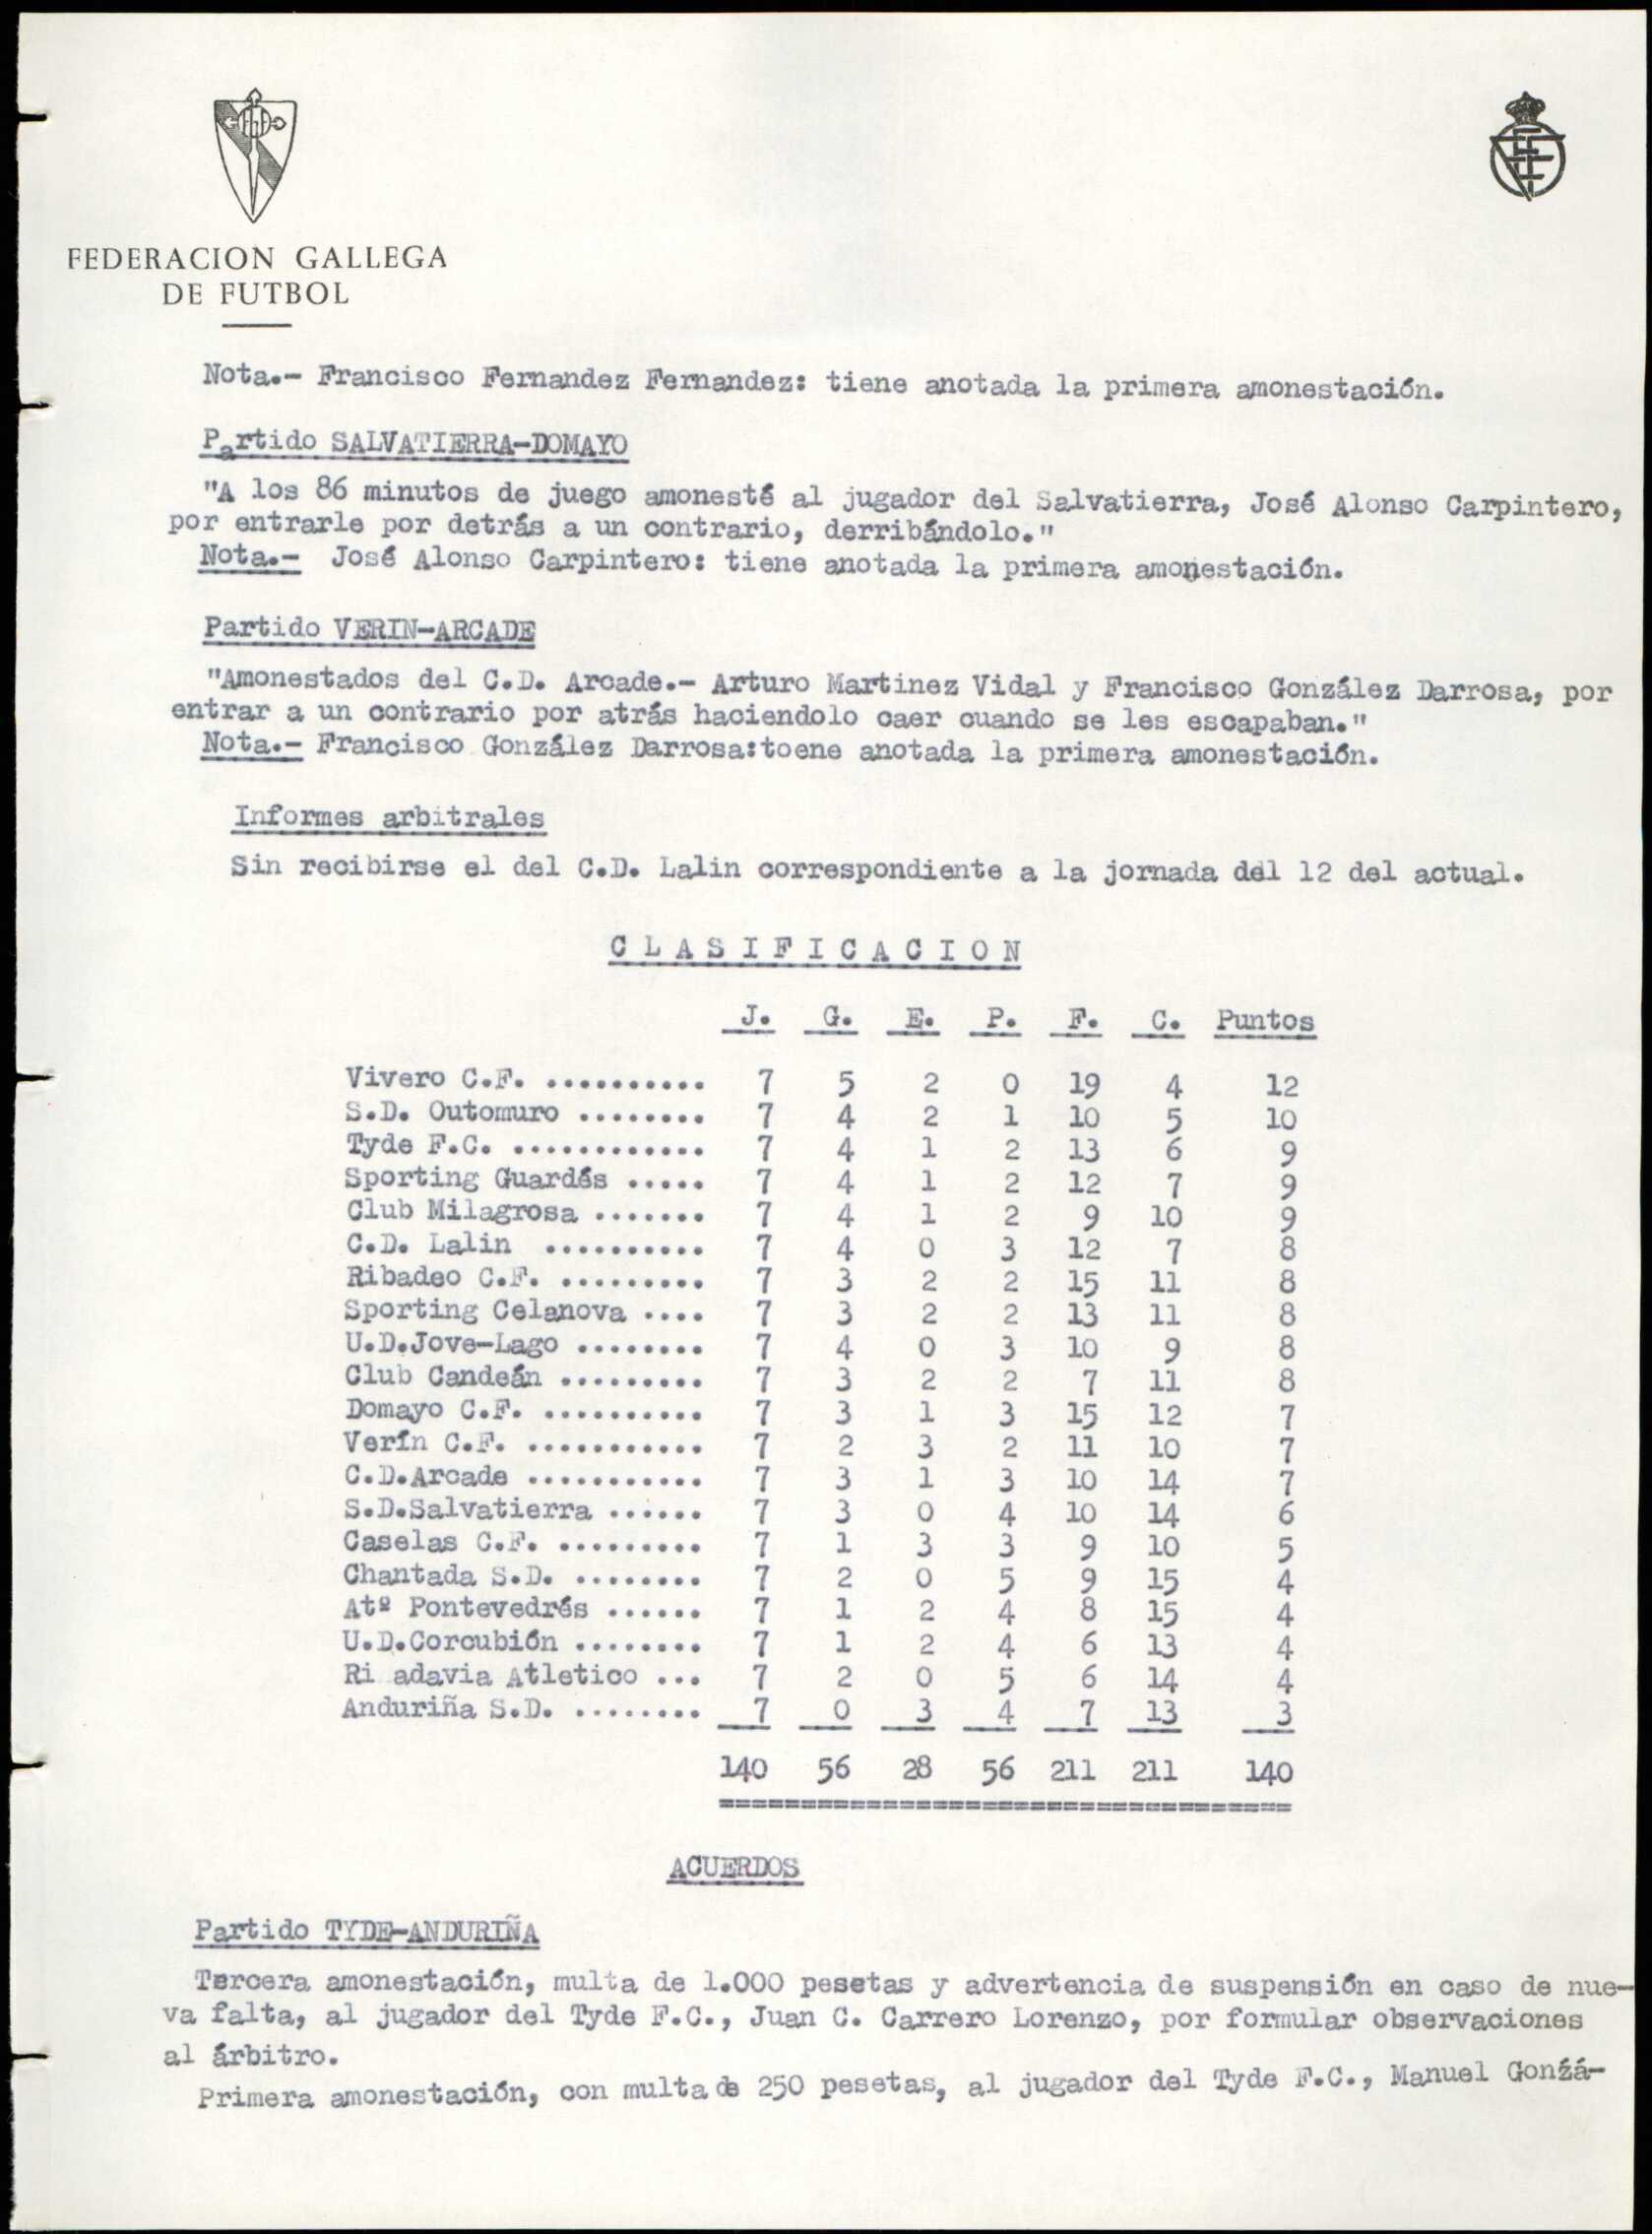 FEDERACION GALLEGA
DE FUTBOL
Nota.- Francisco Fernandez Fernandez: tiene anotada la primera amonestación.
Partido SALVATIERRA-DOMAYO
"A los 86 minutos de juego amonesté al jugador del Salvatierra, José Alonso Carpintero,
por entrarle por detrás a un contrario, derribándolo."
Nota.- José Alonso Carpintero: tiene anotada la primera amonestación.
Partido VERIN-ARCADE
"Amonestados del C.D. Arcade.- Arturo Martinez Vidal y Francisco González Darrosa, por
entrar a un contrario por atrás haciendolo caer cuando se les escapaban."
Nota.- Francisco González Darrosa:toene anotada la primera amonestación.
Informes arbitrales
Sin recibirse el del C.D. Lalin correspondiente a la jornada del 12 del actual.
C L A S I F I C A C I O N
J. G. E. P. F. C. Puntos
Vivero C.F. .......... 7 5 2 0 19 4 12
S.D. Outomuro ........ 7 4 2 1 10 5 10
Tyde F.C. ............ 7 4 1 2 13 6 9
Sporting Guardés ..... 7 4 1 2 12 7 9
Club Milagrosa ....... 7 4 1 2 9 10 9
C.D. Lalin .......... 7 4 0 3 12 7 8
Ribadeo C.F. ......... 7 3 2 2 15 11 8
Sporting Celanova .... 7 3 2 2 13 11 8
U.D.Jove-Lago ........ 7 4 0 3 10 9 8
Club Candeán ......... 7 3 2 2 7 11 8
Domayo C.F. .......... 7 3 1 3 15 12 7
Verín C.F. ........... 7 2 3 2 11 10 7
C.D.Arcade ........... 7 3 1 3 10 14 7
S.D.Salvatierra ...... 7 3 0 4 10 14 6
Caselas C.F. ......... 7 1 3 3 9 10 5
Chantada S.D. ........ 7 2 0 5 9 15 4
Atº Pontevedrés ...... 7 1 2 4 8 15 4
U.D.Corcubión ........ 7 1 2 4 6 13 4
Ri adavia Atletico ... 7 2 0 5 6 14 4
Anduriña S.D. ........ 7 0 3 4 7 13 3
140 56 28 56 211 211 140
===================================
ACUERDOS
Partido TYDE-ANDURIÑA
Tercera amonestación, multa de 1.000 pesetas y advertencia de suspensión en caso de nue-
va falta, al jugador del Tyde F.C., Juan C. Carrero Lorenzo, por formular observaciones
al árbitro.
Primera amonestación, con multa de 250 pesetas, al jugador del Tyde F.C., Manuel Gonźá-